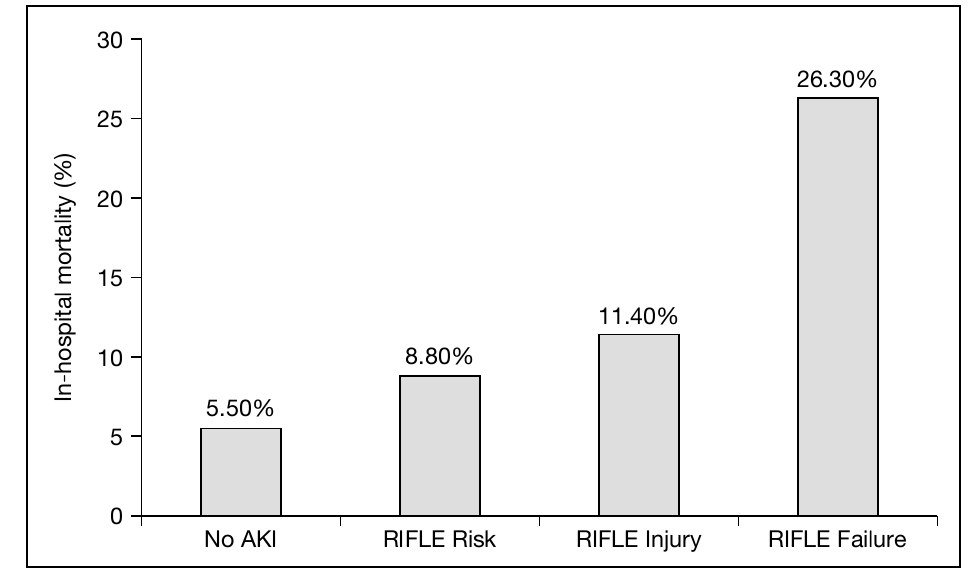 In-hospital mortality (%)
30
25
20
15
10
5
0
5.50%
8.80%
11.40%
26.30%
No AKI
RIFLE Risk
RIFLE Injury
RIFLE Failure